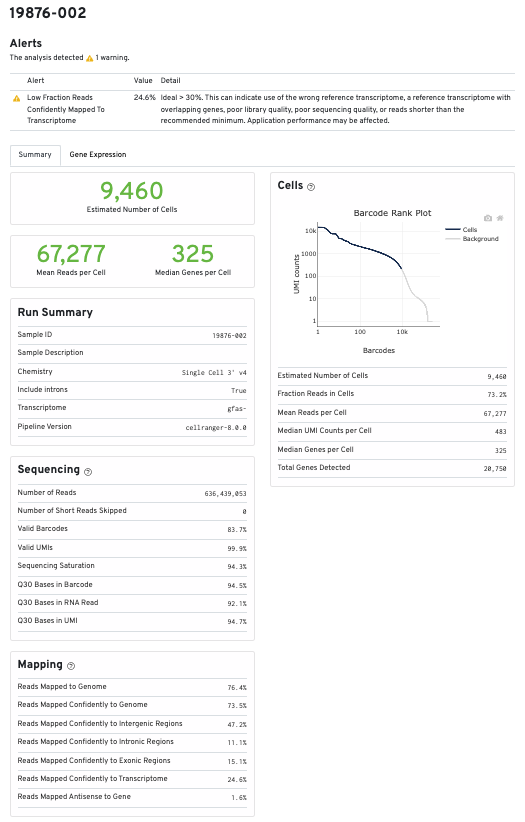 19876-002
Alerts
The analysis detected 1 warning.
Alert Value Detail
Low Fraction Reads Confidently Mapped To Transcriptome 24.6% Ideal > 30%. This can indicate use of the wrong reference transcriptome, a reference transcriptome with overlapping genes, poor library quality, poor sequencing quality, or reads shorter than the recommended minimum. Application performance may be affected.
Summary Gene Expression
9,460
Estimated Number of Cells
67,277 325
Mean Reads per Cell Median Genes per Cell
Run Summary
Sample ID 19876-002
Sample Description
Chemistry Single Cell 3' v4
Include introns True
Transcriptome gfas-
Pipeline Version cellranger-8.0.0
Sequencing ?
Number of Reads 636,439,053
Number of Short Reads Skipped 0
Valid Barcodes 83.7%
Valid UMIs 99.9%
Sequencing Saturation 94.3%
Q30 Bases in Barcode 94.5%
Q30 Bases in RNA Read 92.1%
Q30 Bases in UMI 94.7%
Mapping ?
Reads Mapped to Genome 76.4%
Reads Mapped Confidently to Genome 73.5%
Reads Mapped Confidently to Intergenic Regions 47.2%
Reads Mapped Confidently to Intronic Regions 11.1%
Reads Mapped Confidently to Exonic Regions 15.1%
Reads Mapped Confidently to Transcriptome 24.6%
Reads Mapped Antisense to Gene 1.6%
Cells ?
Barcode Rank Plot
Cells
Background
UMI counts
10k
1000
100
10
1
1 100 10k
Barcodes
Estimated Number of Cells 9,460
Fraction Reads in Cells 73.2%
Mean Reads per Cell 67,277
Median UMI Counts per Cell 483
Median Genes per Cell 325
Total Genes Detected 20,750